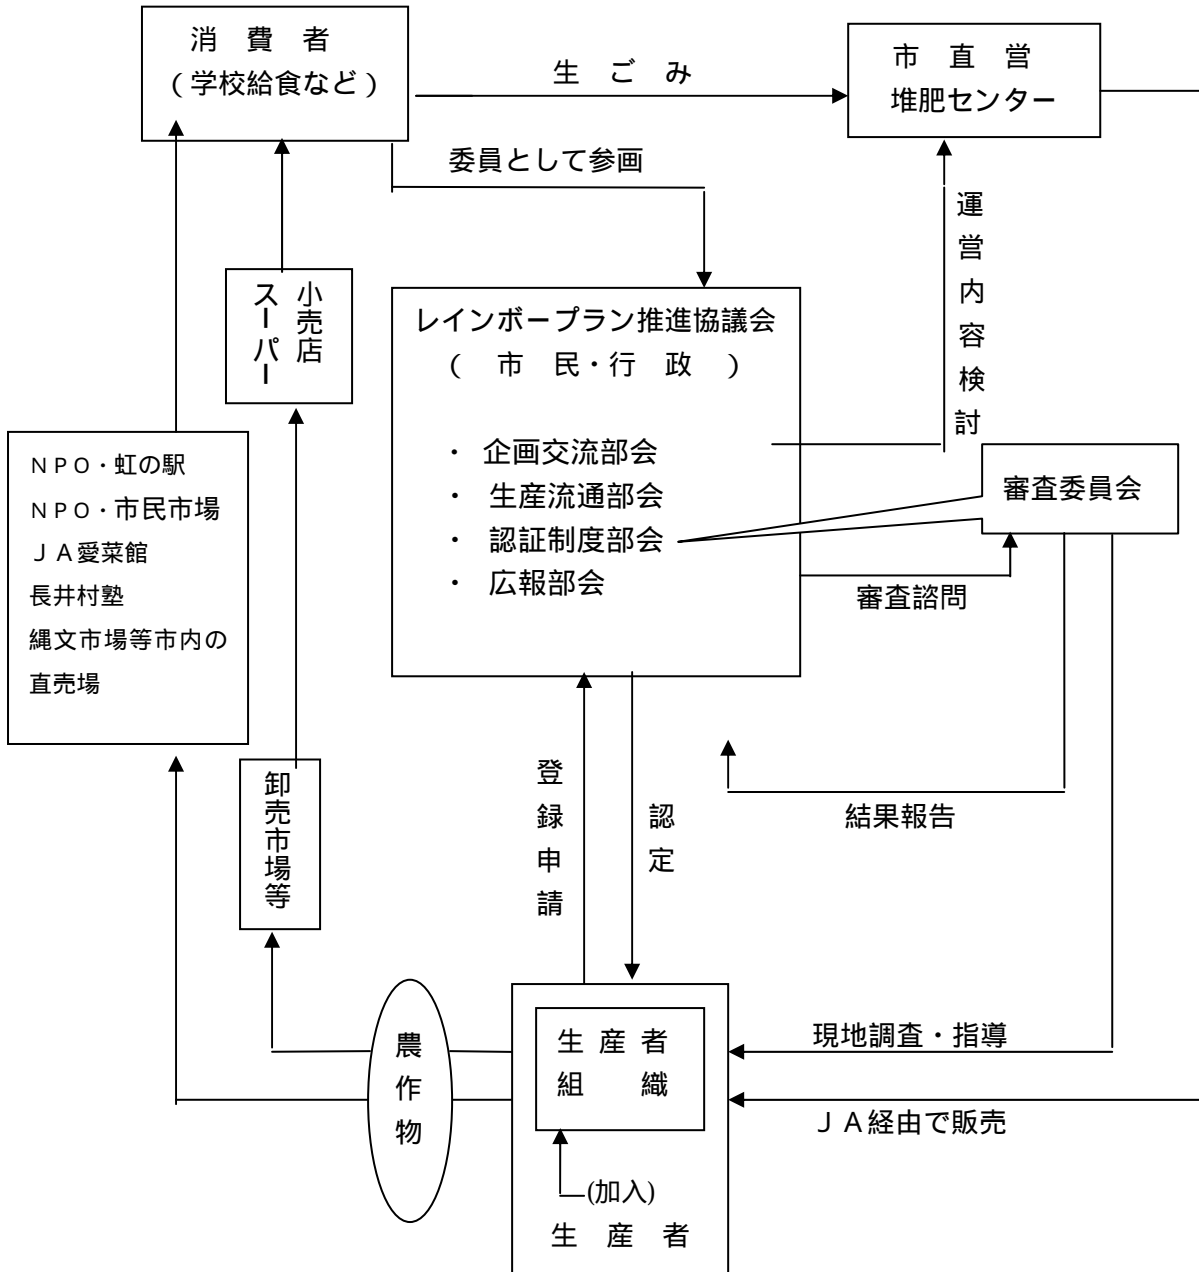 消 費 者
(学校給食など)
生 ご み
市 直 営
堆肥センター
委員として参画
運営内容検討
小売店
スーパー
レインボープラン推進協議会
( 市 民・行 政 )
・ 企画交流部会
・ 生産流通部会
・ 認証制度部会
・ 広報部会
審査委員会
審査諮問
NPO・虹の駅
NPO・市民市場
JA愛菜館
長井村塾
縄文市場等市内の
直売場
卸売市場等
登録申請
認定
結果報告
農作物
生 産 者
組 織
現地調査・指導
JA経由で販売
(加入)
生 産 者